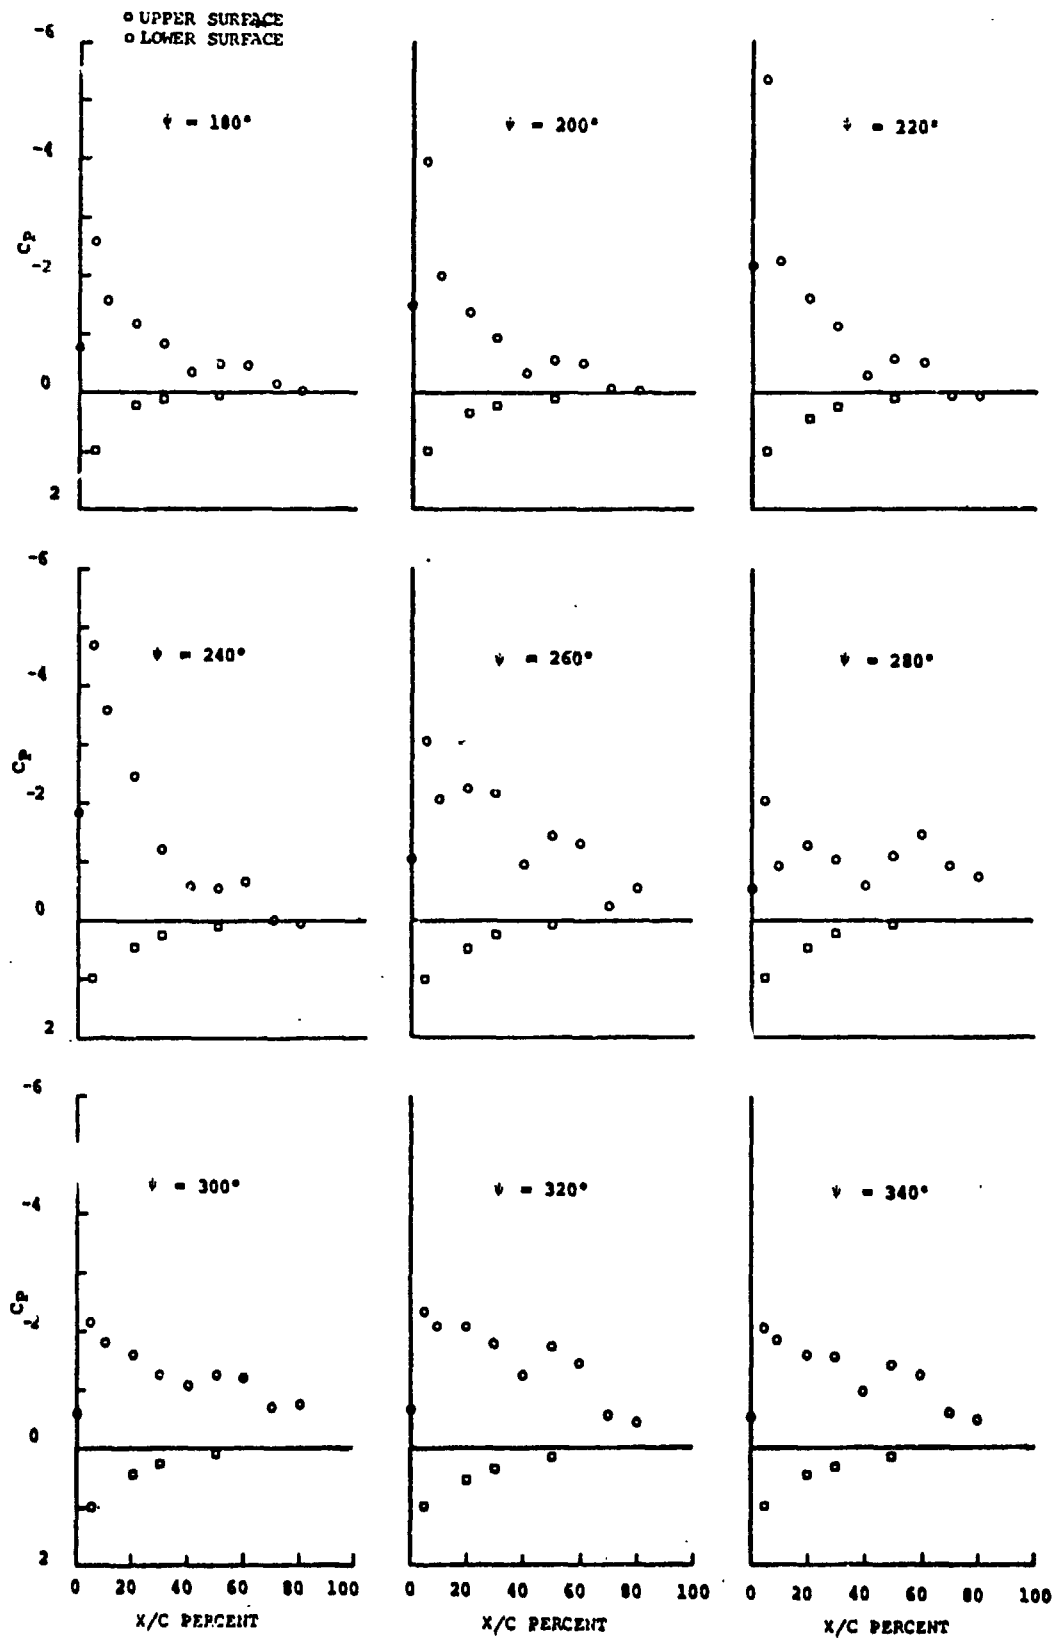 UPPER SURFACE
LOWER SURFACE
-6
-4
-2
0
2
CP
ψ = 180°
ψ = 200°
ψ = 220°
-6
-4
-2
0
2
CP
ψ = 240°
ψ = 260°
ψ = 280°
-6
-4
-2
0
2
CP
ψ = 300°
ψ = 320°
ψ = 340°
0 20 40 60 80 100
0 20 40 60 80 100
0 20 40 60 80 100
X/C PERCENT
X/C PERCENT
X/C PERCENT